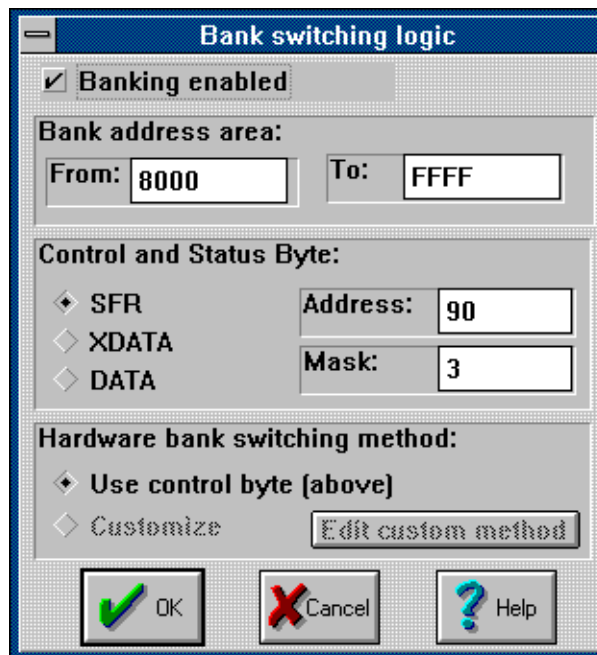 Bank switching logic
Banking enabled
Bank address area:
From: 8000 To: FFFF
Control and Status Byte:
SFR Address: 90
XDATA
DATA Mask: 3
Hardware bank switching method:
Use control byte (above)
Customize Edit custom method
OK Cancel Help